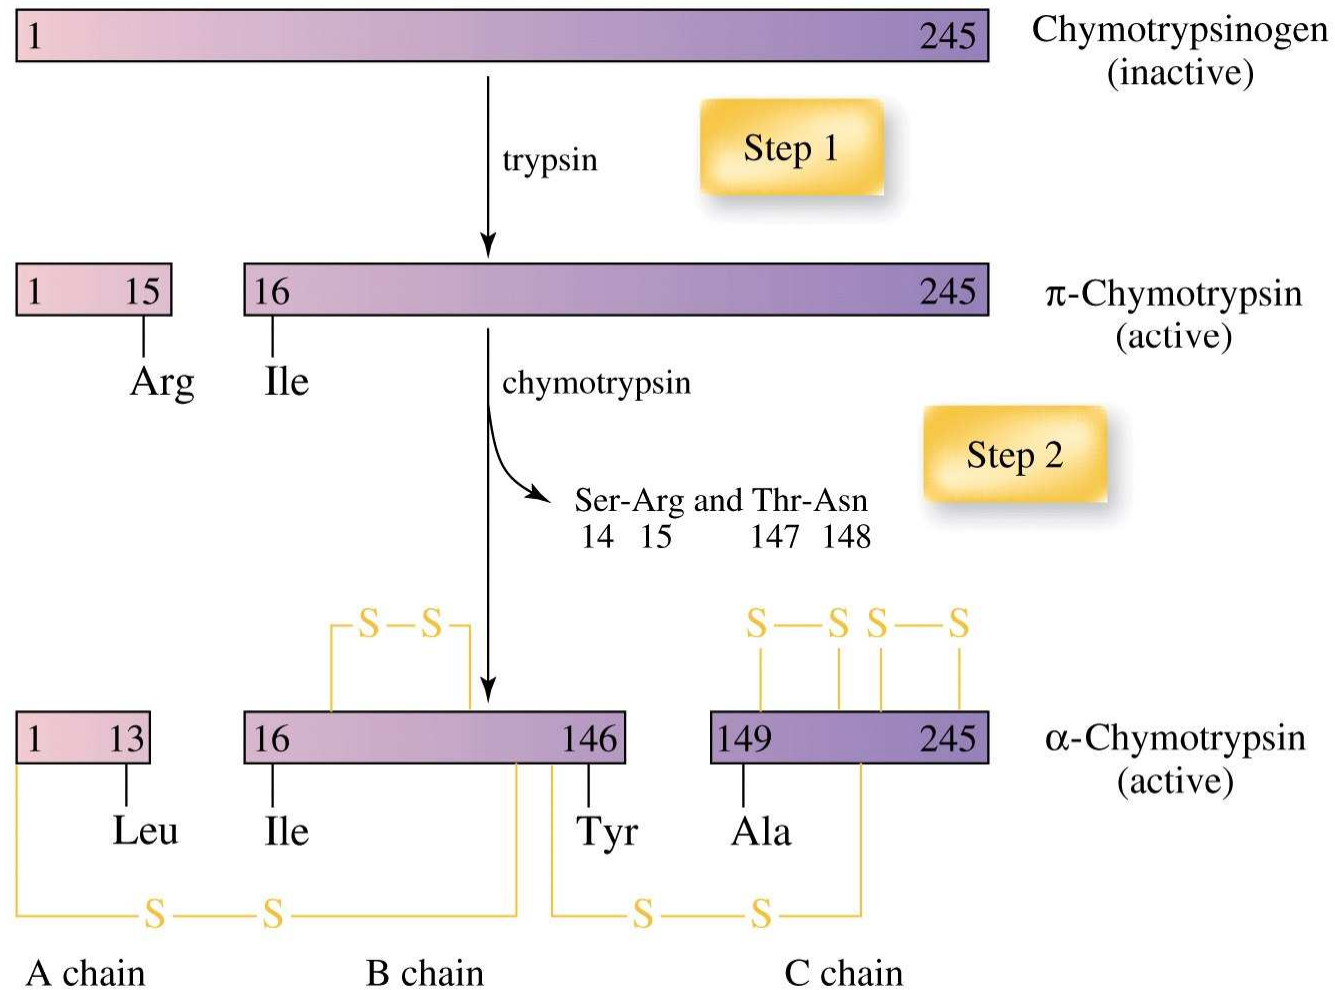 1 245 Chymotrypsinogen
(inactive)
Step 1
trypsin
1 15 16 245 π-Chymotrypsin
(active)
Arg Ile
chymotrypsin
Step 2
Ser-Arg and Thr-Asn
14 15 147 148
S S S S S S
1 13 16 146 149 245 α-Chymotrypsin
(active)
Leu Ile Tyr Ala
S S S S
A chain B chain C chain